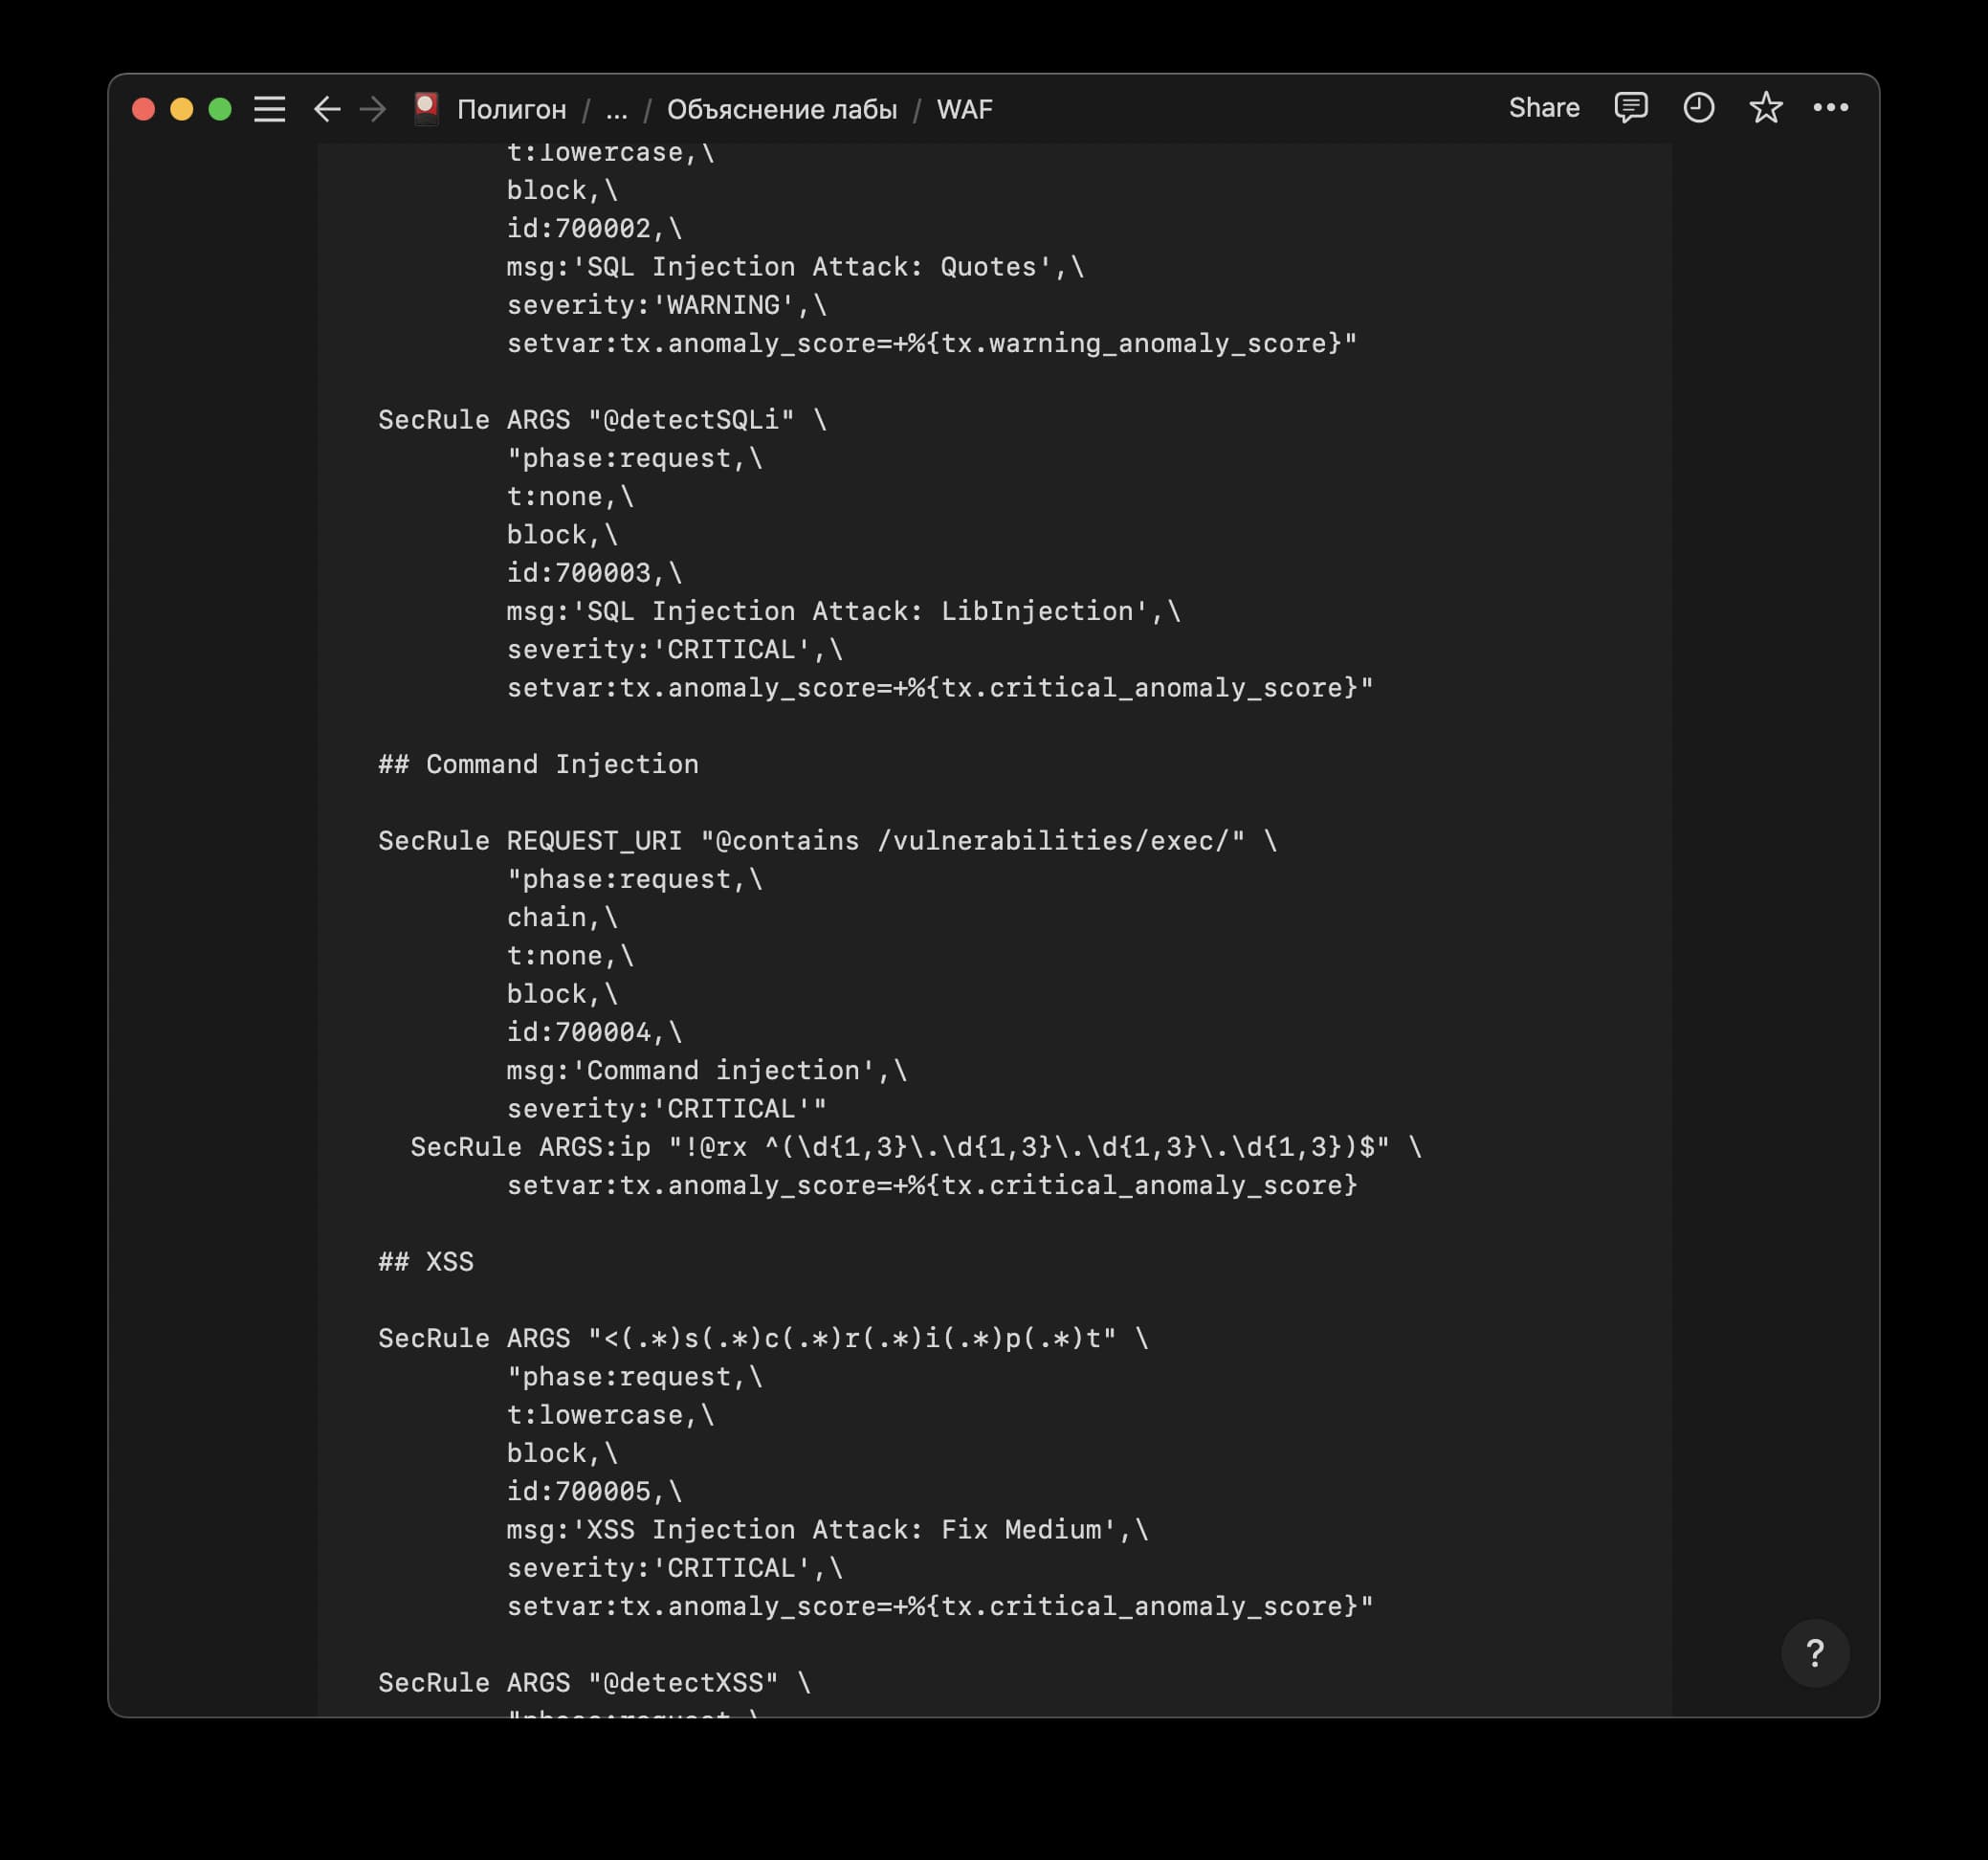 Полигон / ... / Объяснение лабы / WAF Share
t:lowercase,\
block,\
id:700002,\
msg:'SQL Injection Attack: Quotes',\
severity:'WARNING',\
setvar:tx.anomaly_score=+%{tx.warning_anomaly_score}"
SecRule ARGS "@detectSQLi" \
"phase:request,\
t:none,\
block,\
id:700003,\
msg:'SQL Injection Attack: LibInjection',\
severity:'CRITICAL',\
setvar:tx.anomaly_score=+%{tx.critical_anomaly_score}"
## Command Injection
SecRule REQUEST_URI "@contains /vulnerabilities/exec/" \
"phase:request,\
chain,\
t:none,\
block,\
id:700004,\
msg:'Command injection',\
severity:'CRITICAL'"
SecRule ARGS:ip "!@rx ^(\d{1,3}\.\d{1,3}\.\d{1,3}\.\d{1,3})$" \
setvar:tx.anomaly_score=+%{tx.critical_anomaly_score}
## XSS
SecRule ARGS "<(.*)s(.*)c(.*)r(.*)i(.*)p(.*)t" \
"phase:request,\
t:lowercase,\
block,\
id:700005,\
msg:'XSS Injection Attack: Fix Medium',\
severity:'CRITICAL',\
setvar:tx.anomaly_score=+%{tx.critical_anomaly_score}"
SecRule ARGS "@detectXSS" \
"phase:request,\
?